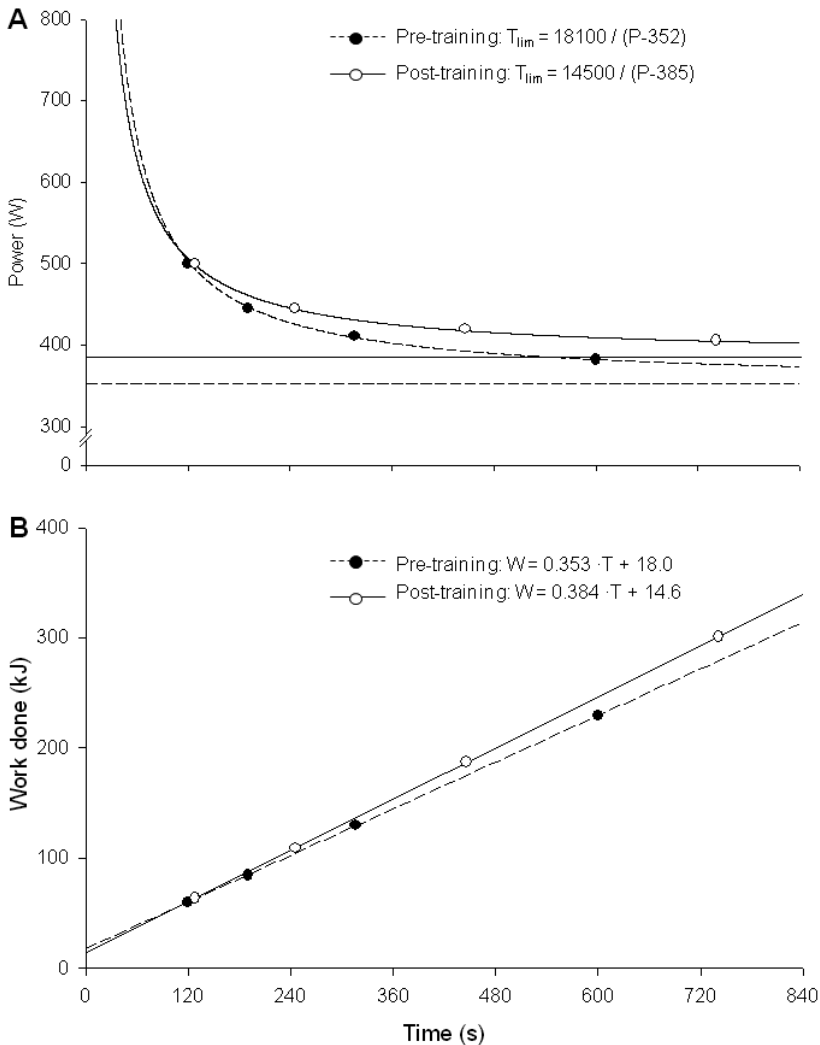 A
800
Pre-training: Tlim = 18100 / (P-352)
Post-training: Tlim = 14500 / (P-385)
700
600
Power (W)
500
400
300
0
B
400
Pre-training: W= 0.353 ·T + 18.0
Post-training: W= 0.384 ·T + 14.6
300
Work done (kJ)
200
100
0
0 120 240 360 480 600 720 840
Time (s)